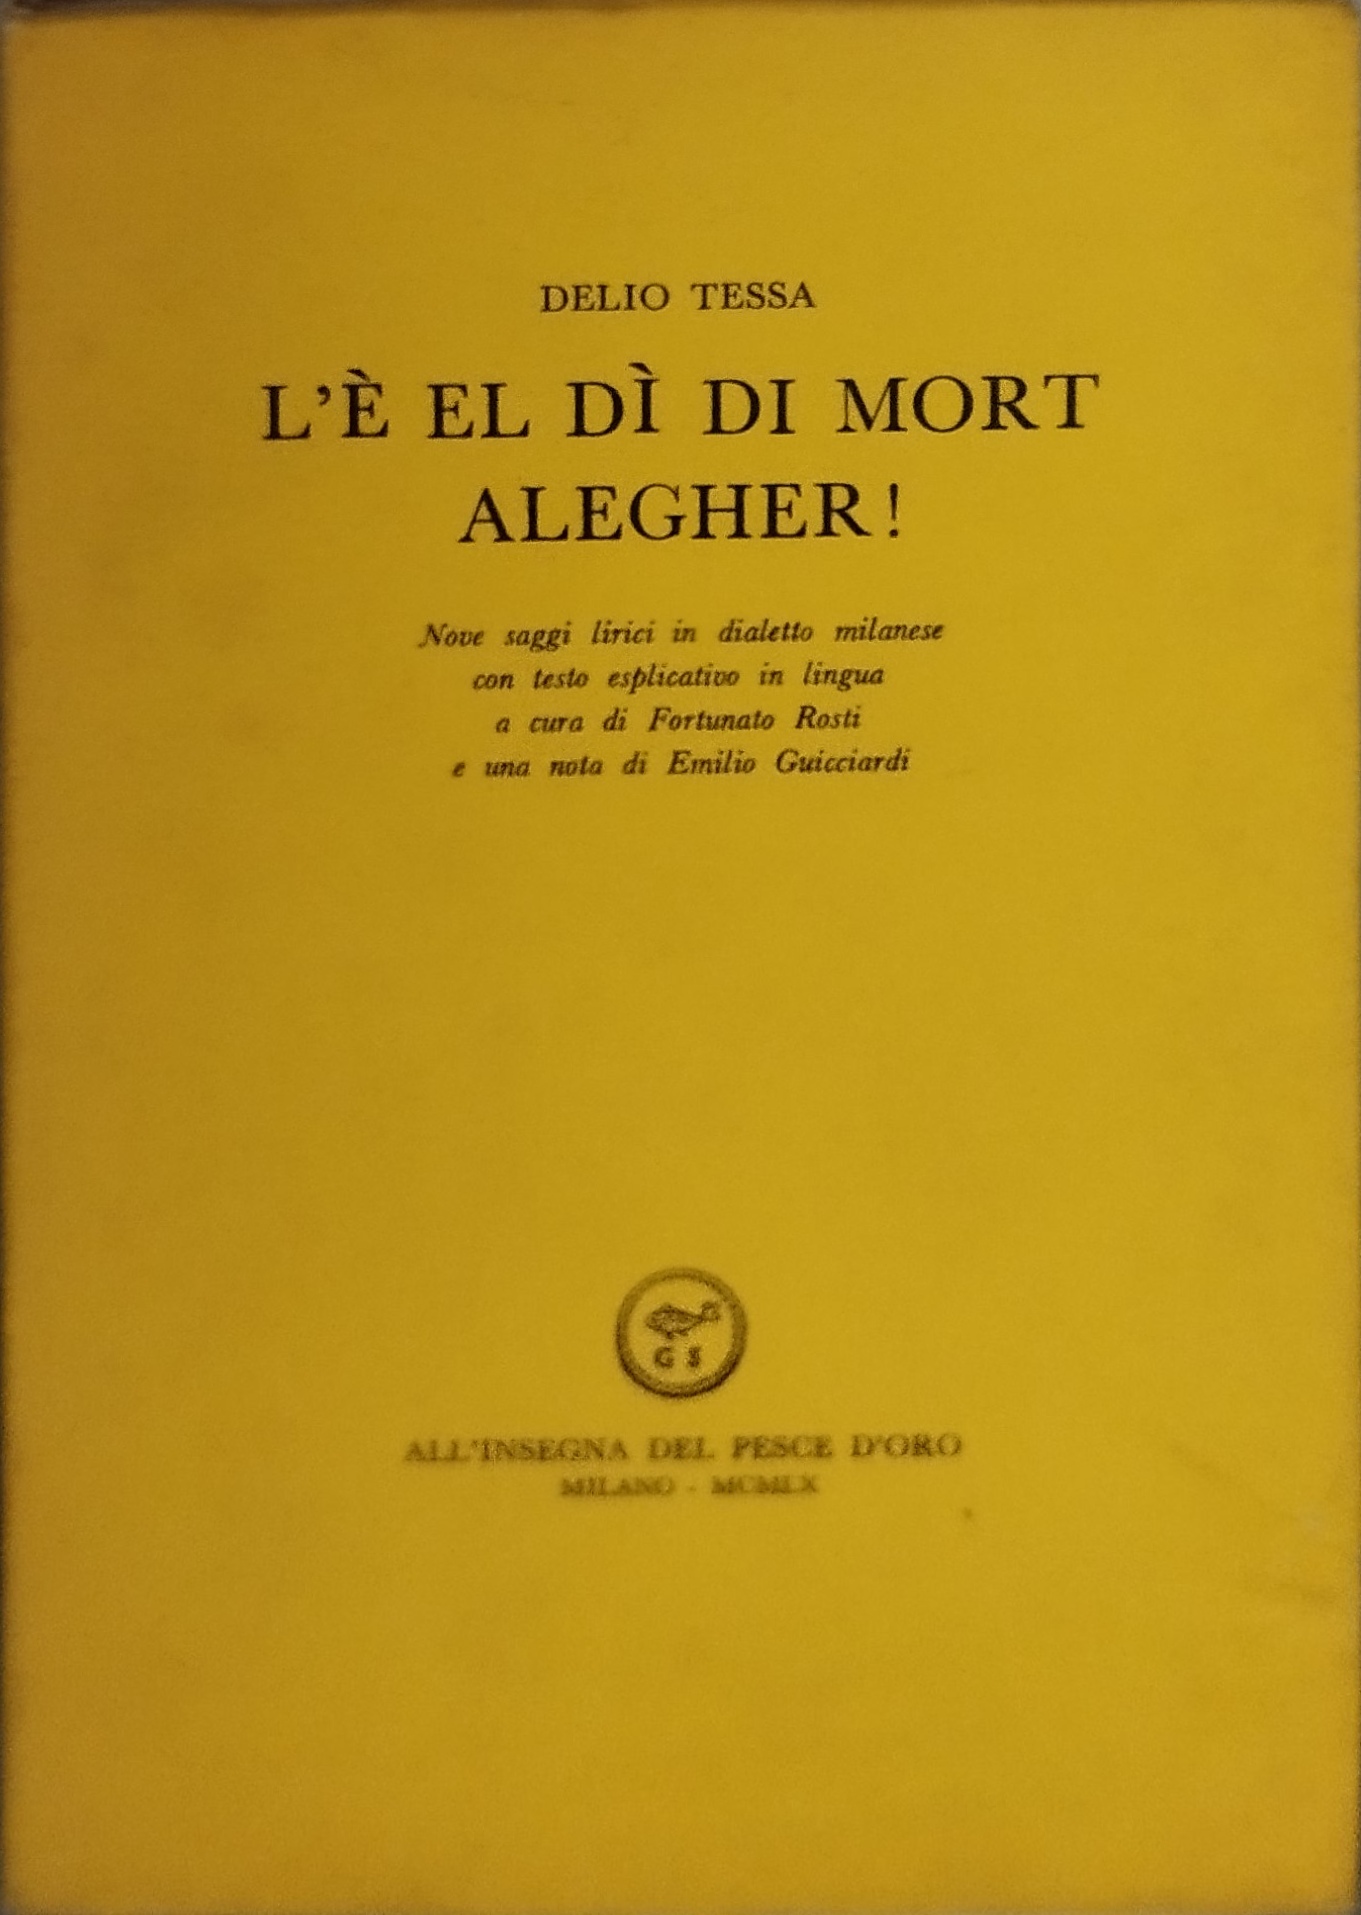 DELIO TESSA
L'È EL DÌ DI MORT
ALEGHER!
Nove saggi lirici in dialetto milanese
con testo esplicativo in lingua
a cura di Fortunato Rosti
e una nota di Emilio Guicciardi
G S
ALL'INSEGNA DEL PESCE D'ORO
MILANO - MCMLX